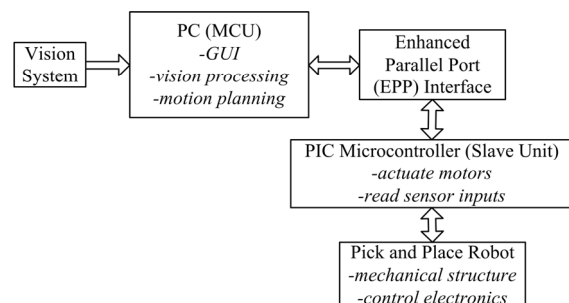 Vision
System
PC (MCU)
-GUI
-vision processing
-motion planning
Enhanced
Parallel Port
(EPP) Interface
PIC Microcontroller (Slave Unit)
-actuate motors
-read sensor inputs
Pick and Place Robot
-mechanical structure
-control electronics